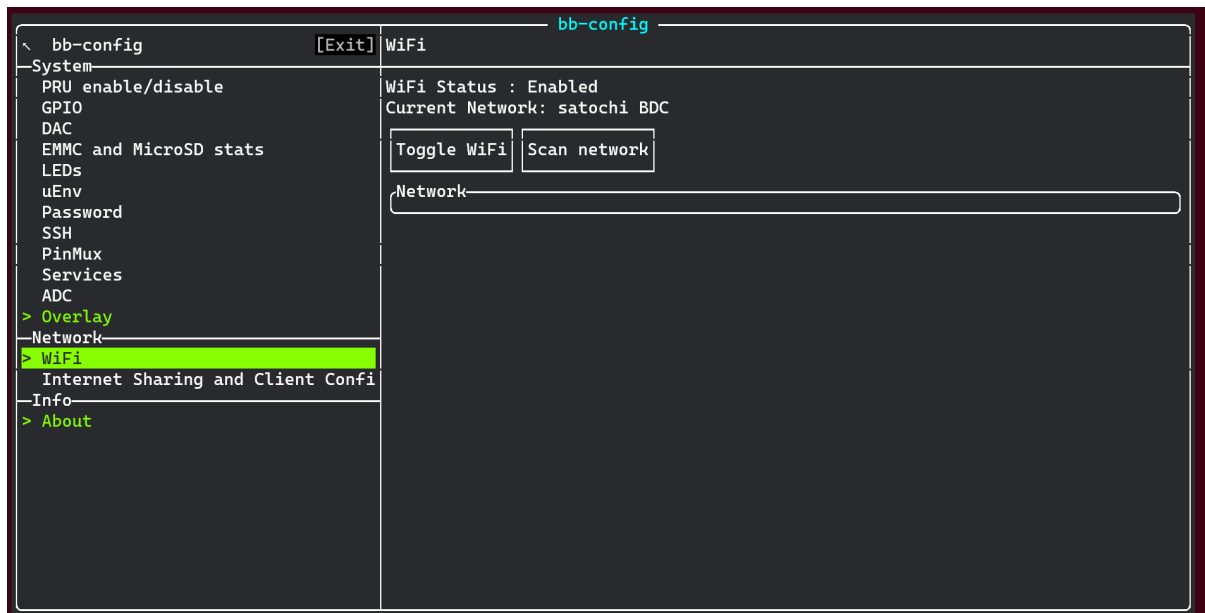 bb-config
↖ bb-config [Exit]
System
PRU enable/disable
GPIO
DAC
EMMC and MicroSD stats
LEDs
uEnv
Password
SSH
PinMux
Services
ADC
> Overlay
Network
> WiFi
Internet Sharing and Client Confi
Info
> About
WiFi
WiFi Status : Enabled
Current Network: satochi BDC
Toggle WiFi Scan network
Network